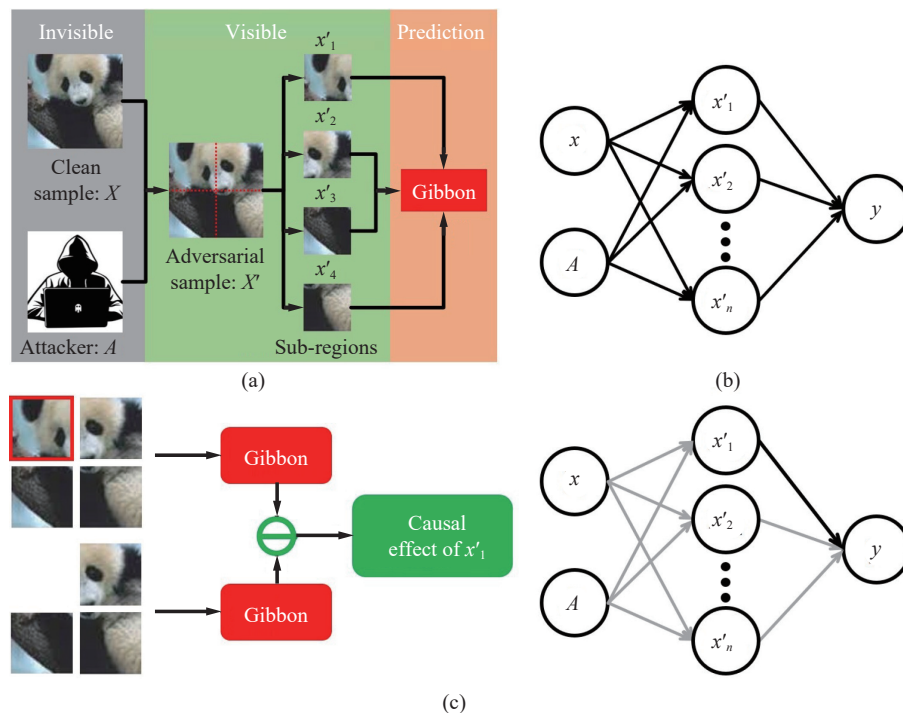 Invisible
Visible
Prediction
Clean
sample: X
Attacker: A
Adversarial
sample: X′
x′1
x′2
x′3
x′4
Sub-regions
Gibbon
(a)
x
A
x′1
x′2
x′n
y
(b)
Gibbon
Gibbon
Causal
effect of x′1
x
A
x′1
x′2
x′n
y
(c)